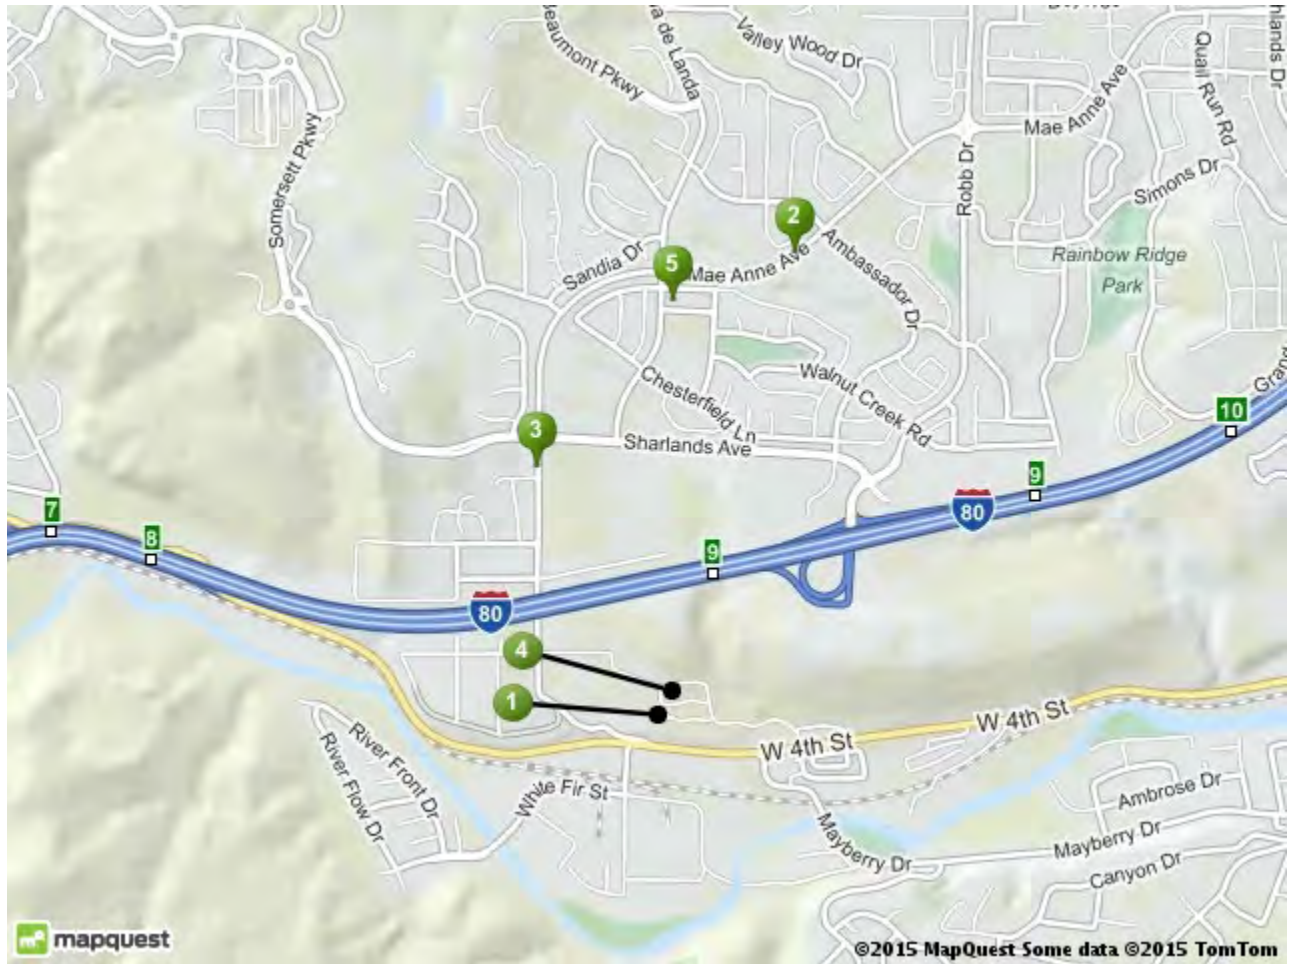 Valley Wood Dr
Beaumont Pkwy
de Landa
Quail Run Rd
hlands Dr
Mae Anne Ave
Somersett Pkwy
Robb Dr
Simons Dr
2
Ambassador Dr
Sandia Dr
5
Mae Anne Ave
Rainbow Ridge
Park
Walnut Creek Rd
Chesterfield Ln
Grand
10
3
Sharlands Ave
9
80
7
8
9
80
4
1
W 4th St
W 4th St
River Front Dr
River Flow Dr
White Fir St
Ambrose Dr
Mayberry Dr
Mayberry Dr
Canyon Dr
mapquest
©2015 MapQuest Some data ©2015 TomTom